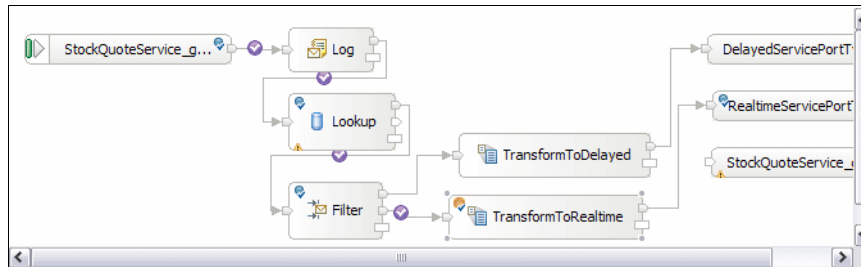 StockQuoteService_g...
Log
DelayedServicePortT
RealtimeServicePortT
Lookup
TransformToDelayed
StockQuoteService_
Filter
TransformToRealtime